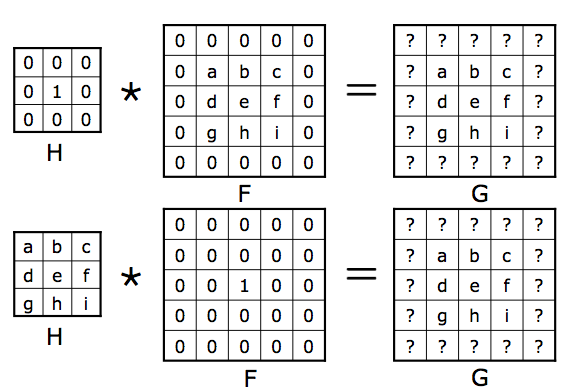 0 0 0 0 0 ? ? ? ? ?
0 0 0 0 a b c 0 ? a b c ?
0 1 0 * 0 d e f 0 = ? d e f ?
0 0 0 0 g h i 0 ? g h i ?
H 0 0 0 0 0 ? ? ? ? ?
F G
0 0 0 0 0 ? ? ? ? ?
a b c 0 0 0 0 0 ? a b c ?
d e f * 0 0 1 0 0 = ? d e f ?
g h i 0 0 0 0 0 ? g h i ?
H 0 0 0 0 0 ? ? ? ? ?
F G